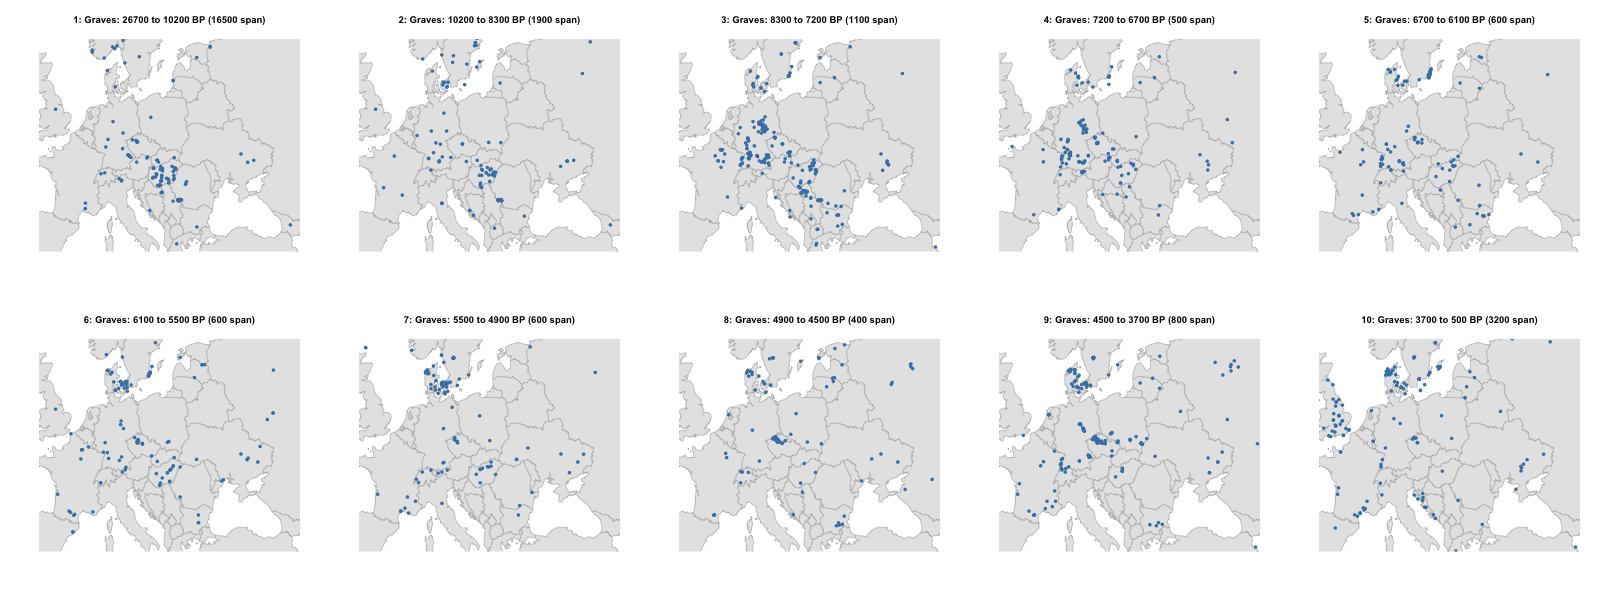 1: Graves: 26700 to 10200 BP (16500 span)
2: Graves: 10200 to 8300 BP (1900 span)
3: Graves: 8300 to 7200 BP (1100 span)
4: Graves: 7200 to 6700 BP (500 span)
5: Graves: 6700 to 6100 BP (600 span)
6: Graves: 6100 to 5500 BP (600 span)
7: Graves: 5500 to 4900 BP (600 span)
8: Graves: 4900 to 4500 BP (400 span)
9: Graves: 4500 to 3700 BP (800 span)
10: Graves: 3700 to 500 BP (3200 span)